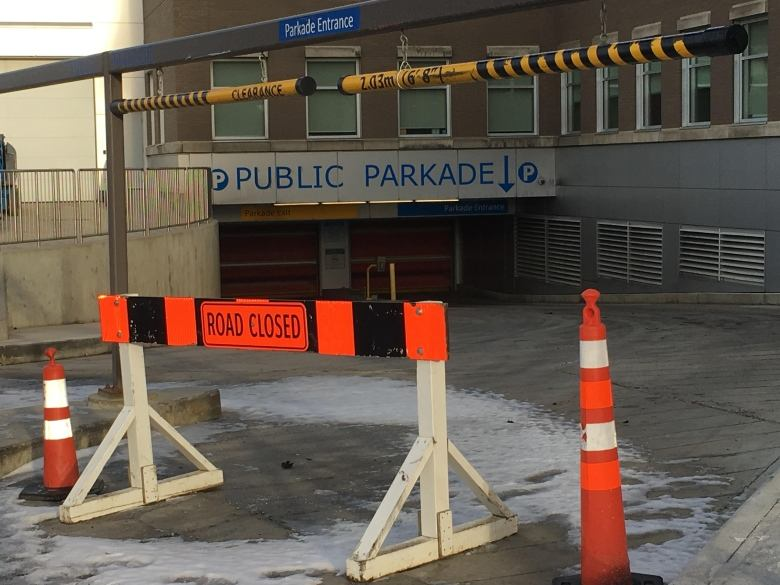 Parkade Entrance
CLEARANCE
2.03m (6'8")
P PUBLIC PARKADE ↓ P
Parkade Exit
Parkade Entrance
ROAD CLOSED